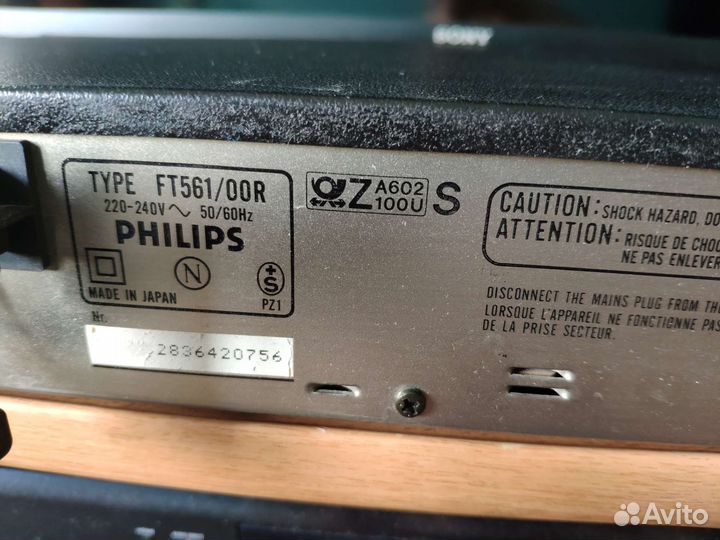 SONY
TYPE FT561/00R
220-240V ~ 50/60Hz
PHILIPS
N
+S
MADE IN JAPAN
PZ1
Nr.
2836420756
Z A602
100U S
CAUTION: SHOCK HAZARD, DO
ATTENTION: RISQUE DE CHOC
NE PAS ENLEVER
DISCONNECT THE MAINS PLUG FROM THE
LORSQUE L'APPAREIL NE FONCTIONNE PAS
DE LA PRISE SECTEUR.
Avito